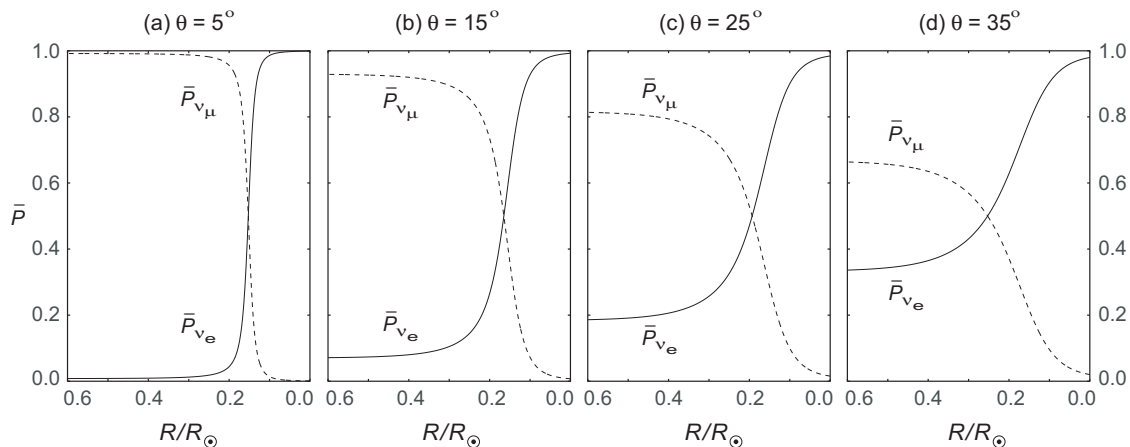 (a) θ = 5° (b) θ = 15° (c) θ = 25° (d) θ = 35°
1.0 1.0
P̄νμ P̄νμ P̄νμ
0.8 0.8
P̄νμ
0.6 0.6
P̄
0.4 0.4
P̄νe
0.2 0.2
P̄νe P̄νe P̄νe
0.0 0.0
0.6 0.4 0.2 0.0 0.6 0.4 0.2 0.0 0.6 0.4 0.2 0.0 0.6 0.4 0.2 0.0
R/R⊙ R/R⊙ R/R⊙ R/R⊙